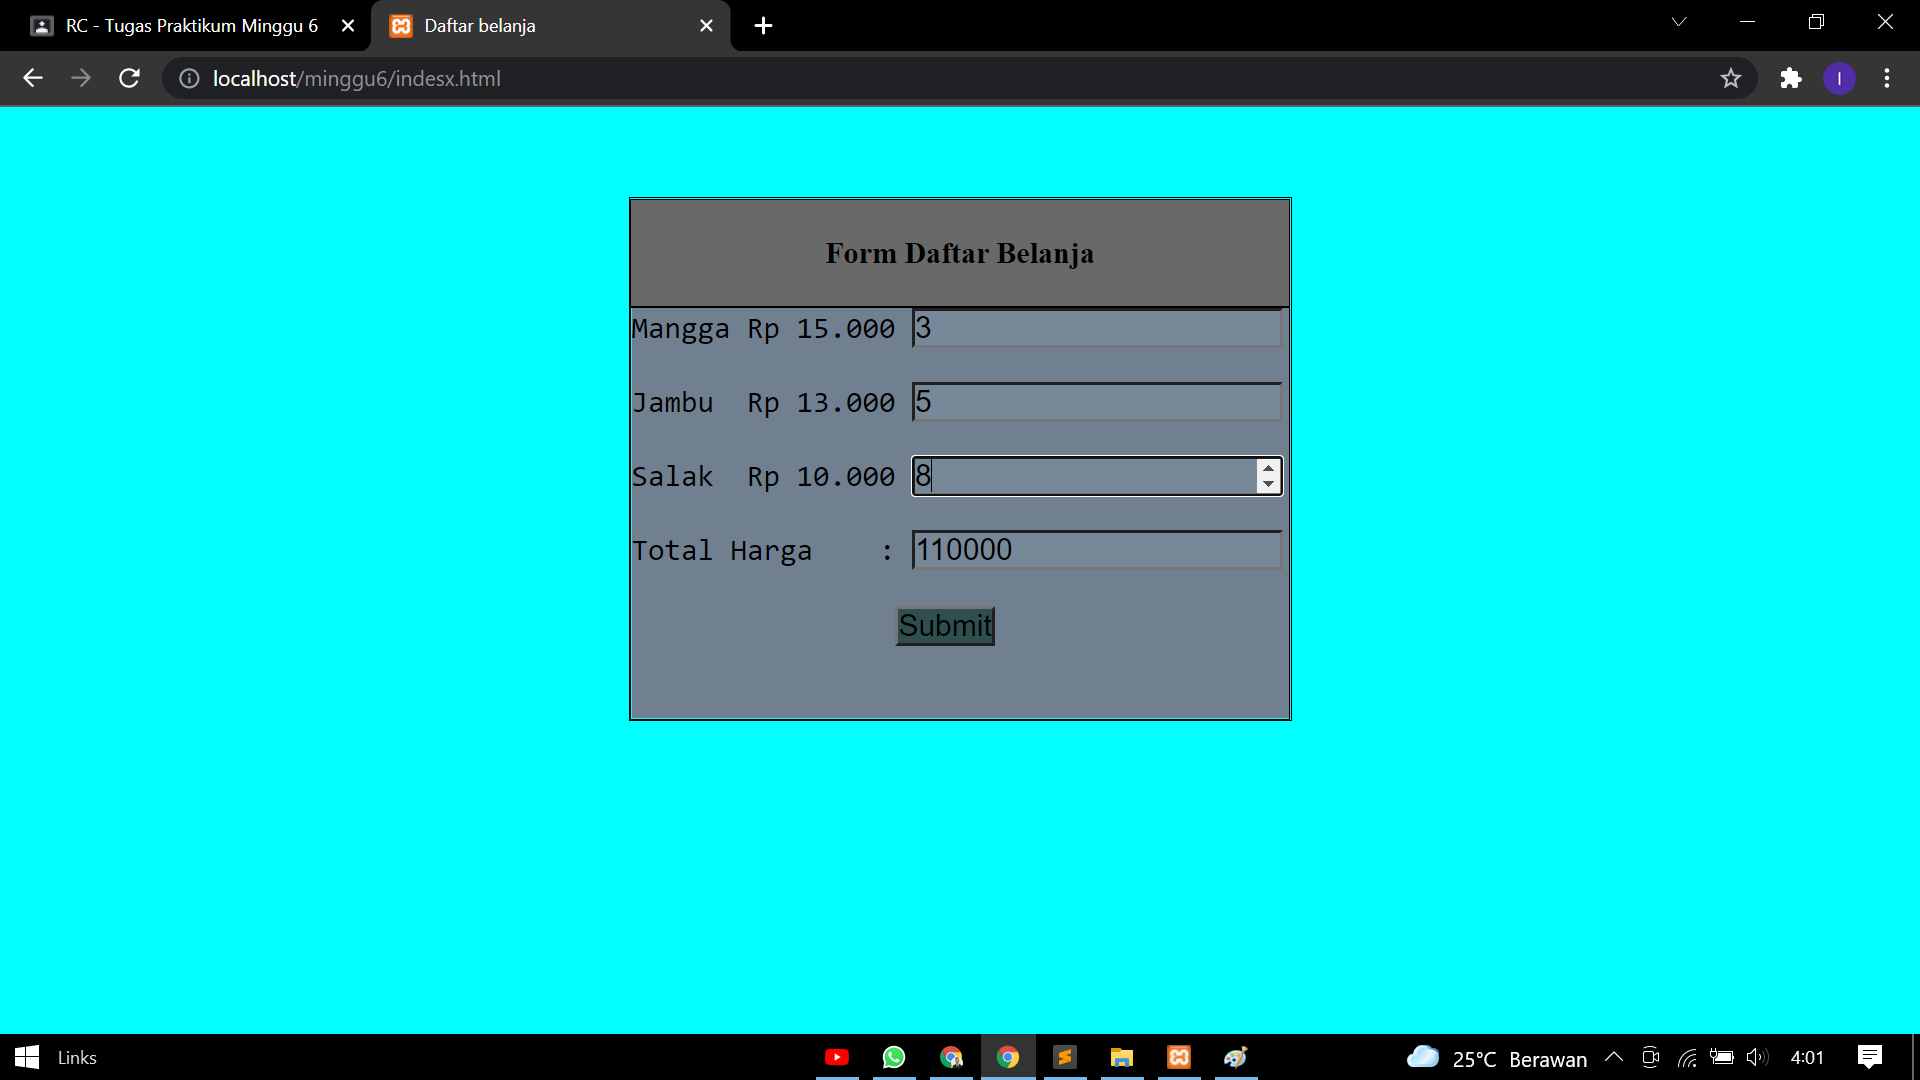 RC - Tugas Praktikum Minggu 6
Daftar belanja
localhost/minggu6/indesx.html
I
Form Daftar Belanja
Mangga Rp 15.000 3
Jambu Rp 13.000 5
Salak Rp 10.000 8
Total Harga : 110000
Submit
Links
25°C Berawan
4:01